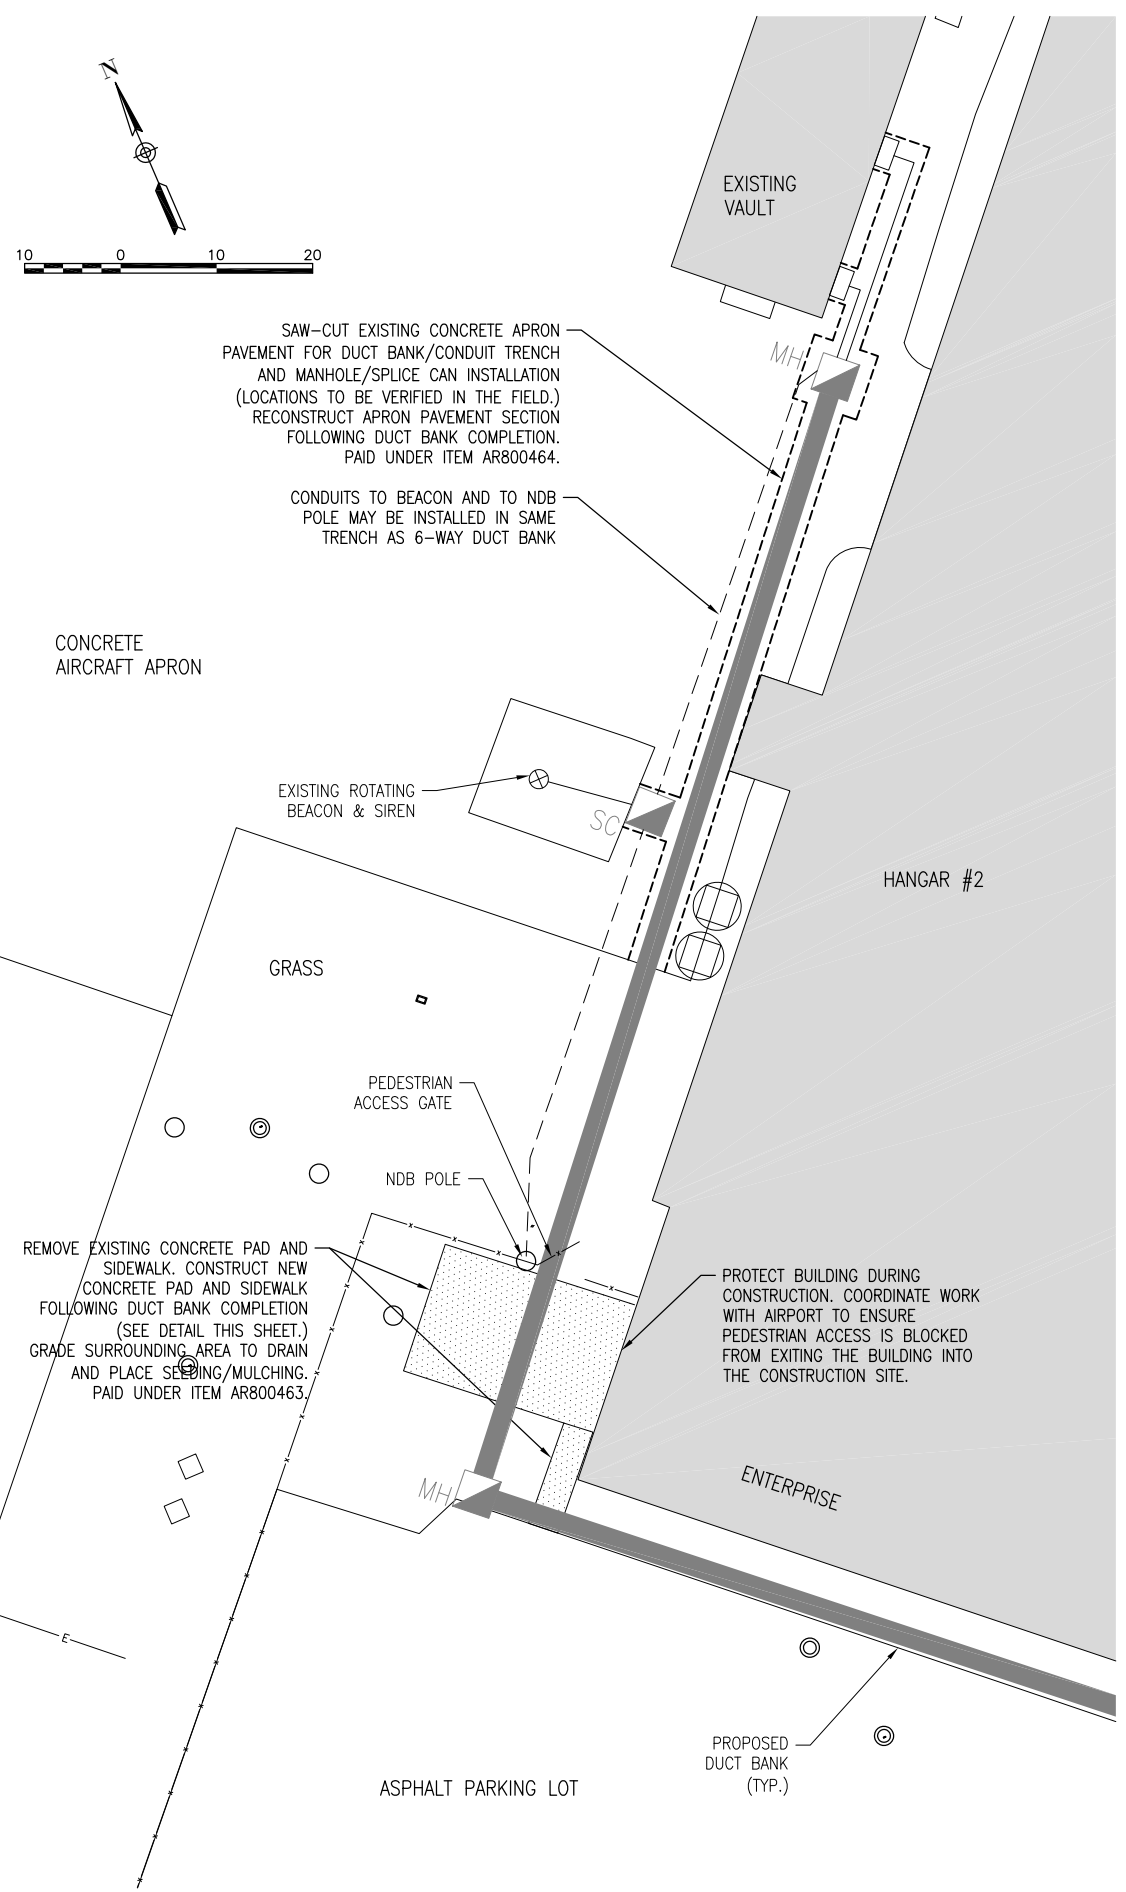 N
10 0 10 20
EXISTING
VAULT
SAW-CUT EXISTING CONCRETE APRON
PAVEMENT FOR DUCT BANK/CONDUIT TRENCH
AND MANHOLE/SPLICE CAN INSTALLATION
(LOCATIONS TO BE VERIFIED IN THE FIELD.)
RECONSTRUCT APRON PAVEMENT SECTION
FOLLOWING DUCT BANK COMPLETION.
PAID UNDER ITEM AR800464.
MH
CONDUITS TO BEACON AND TO NDB
POLE MAY BE INSTALLED IN SAME
TRENCH AS 6-WAY DUCT BANK
CONCRETE
AIRCRAFT APRON
EXISTING ROTATING
BEACON & SIREN
SC
HANGAR #2
GRASS
PEDESTRIAN
ACCESS GATE
NDB POLE
REMOVE EXISTING CONCRETE PAD AND
SIDEWALK. CONSTRUCT NEW
CONCRETE PAD AND SIDEWALK
FOLLOWING DUCT BANK COMPLETION
(SEE DETAIL THIS SHEET.)
GRADE SURROUNDING AREA TO DRAIN
AND PLACE SEEDING/MULCHING.
PAID UNDER ITEM AR800463.
PROTECT BUILDING DURING
CONSTRUCTION. COORDINATE WORK
WITH AIRPORT TO ENSURE
PEDESTRIAN ACCESS IS BLOCKED
FROM EXITING THE BUILDING INTO
THE CONSTRUCTION SITE.
MH
ENTERPRISE
E
PROPOSED
DUCT BANK
(TYP.)
ASPHALT PARKING LOT